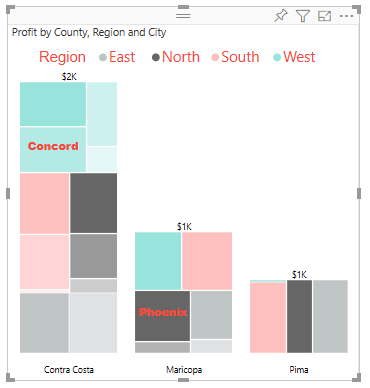 Profit by County, Region and City
Region East North South West
$2K
Concord
$1K
Phoenix
$1K
Contra Costa Maricopa Pima